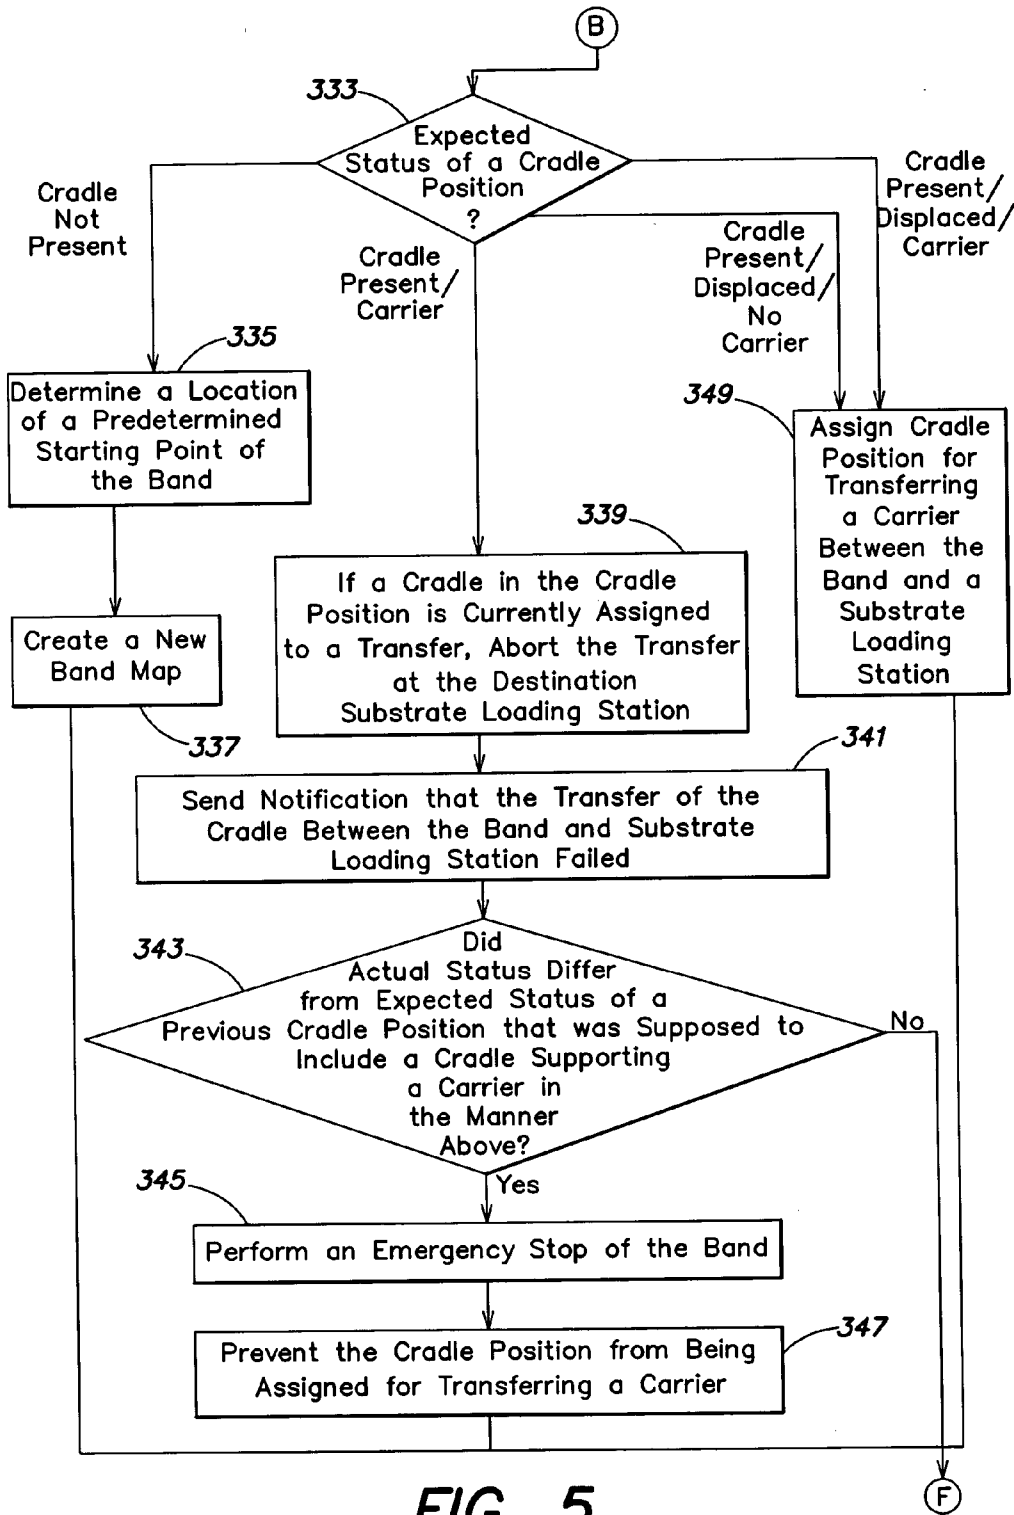 B
333
Expected
Status of a Cradle
Position
?
Cradle
Not
Present
Cradle
Present/
Carrier
Cradle
Present/
Displaced/
No
Carrier
Cradle
Present/
Displaced/
Carrier
335
Determine a Location
of a Predetermined
Starting Point of
the Band
349
Assign Cradle
Position for
Transferring
a Carrier
Between the
Band and a
Substrate
Loading
Station
339
If a Cradle in the Cradle
Position is Currently Assigned
to a Transfer, Abort the Transfer
at the Destination
Substrate Loading Station
Create a New
Band Map
337
341
Send Notification that the Transfer of the
Cradle Between the Band and Substrate
Loading Station Failed
343
Did
Actual Status Differ
from Expected Status of a
Previous Cradle Position that was Supposed to
Include a Cradle Supporting
a Carrier in
the Manner
Above?
No
Yes
345
Perform an Emergency Stop of the Band
347
Prevent the Cradle Position from Being
Assigned for Transferring a Carrier
F
FIG. 5